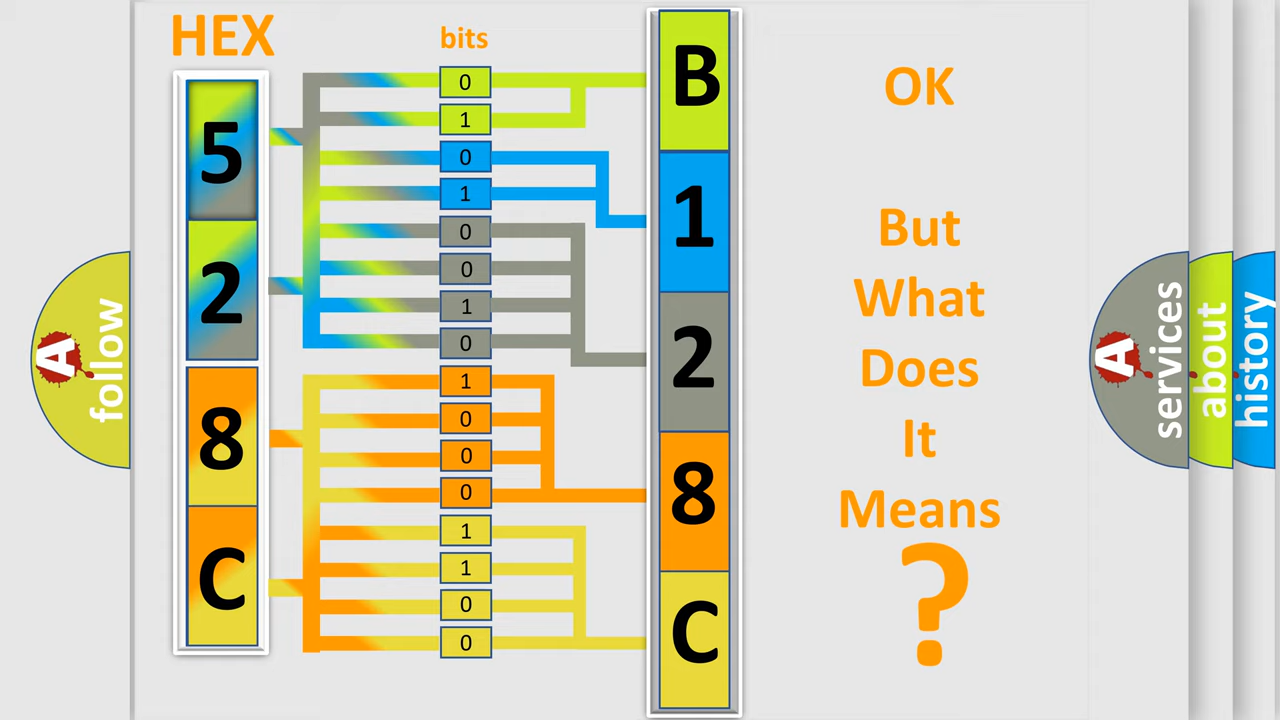 HEX
bits
5
2
8
C
0
1
0
1
0
0
1
0
1
0
0
0
1
1
0
0
B
1
2
8
C
OK
But
What
Does
It
Means
?
A
follow
A
services
about
history